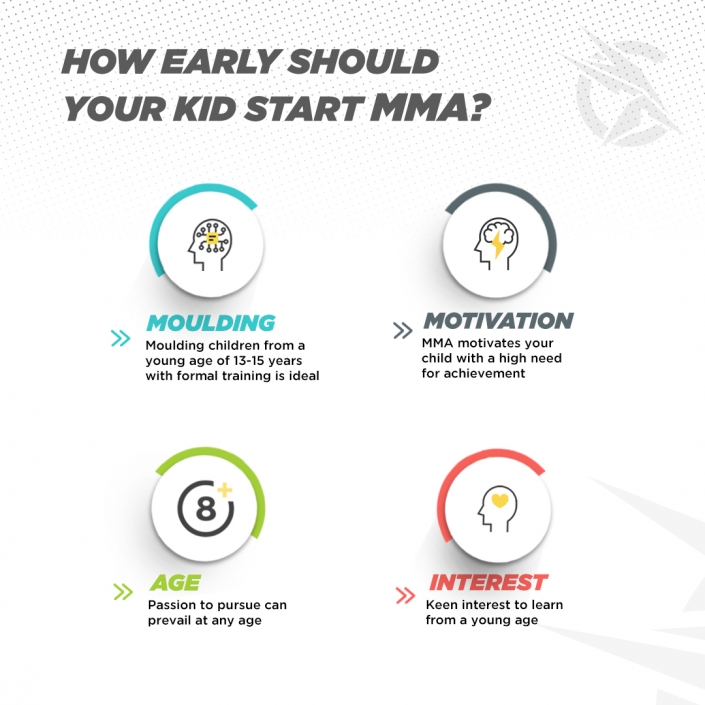 HOW EARLY SHOULD
YOUR KID START MMA?
MOULDING
Moulding children from a
young age of 13-15 years
with formal training is ideal
MOTIVATION
MMA motivates your
child with a high need
for achievement
8+
AGE
Passion to pursue can
prevail at any age
INTEREST
Keen interest to learn
from a young age